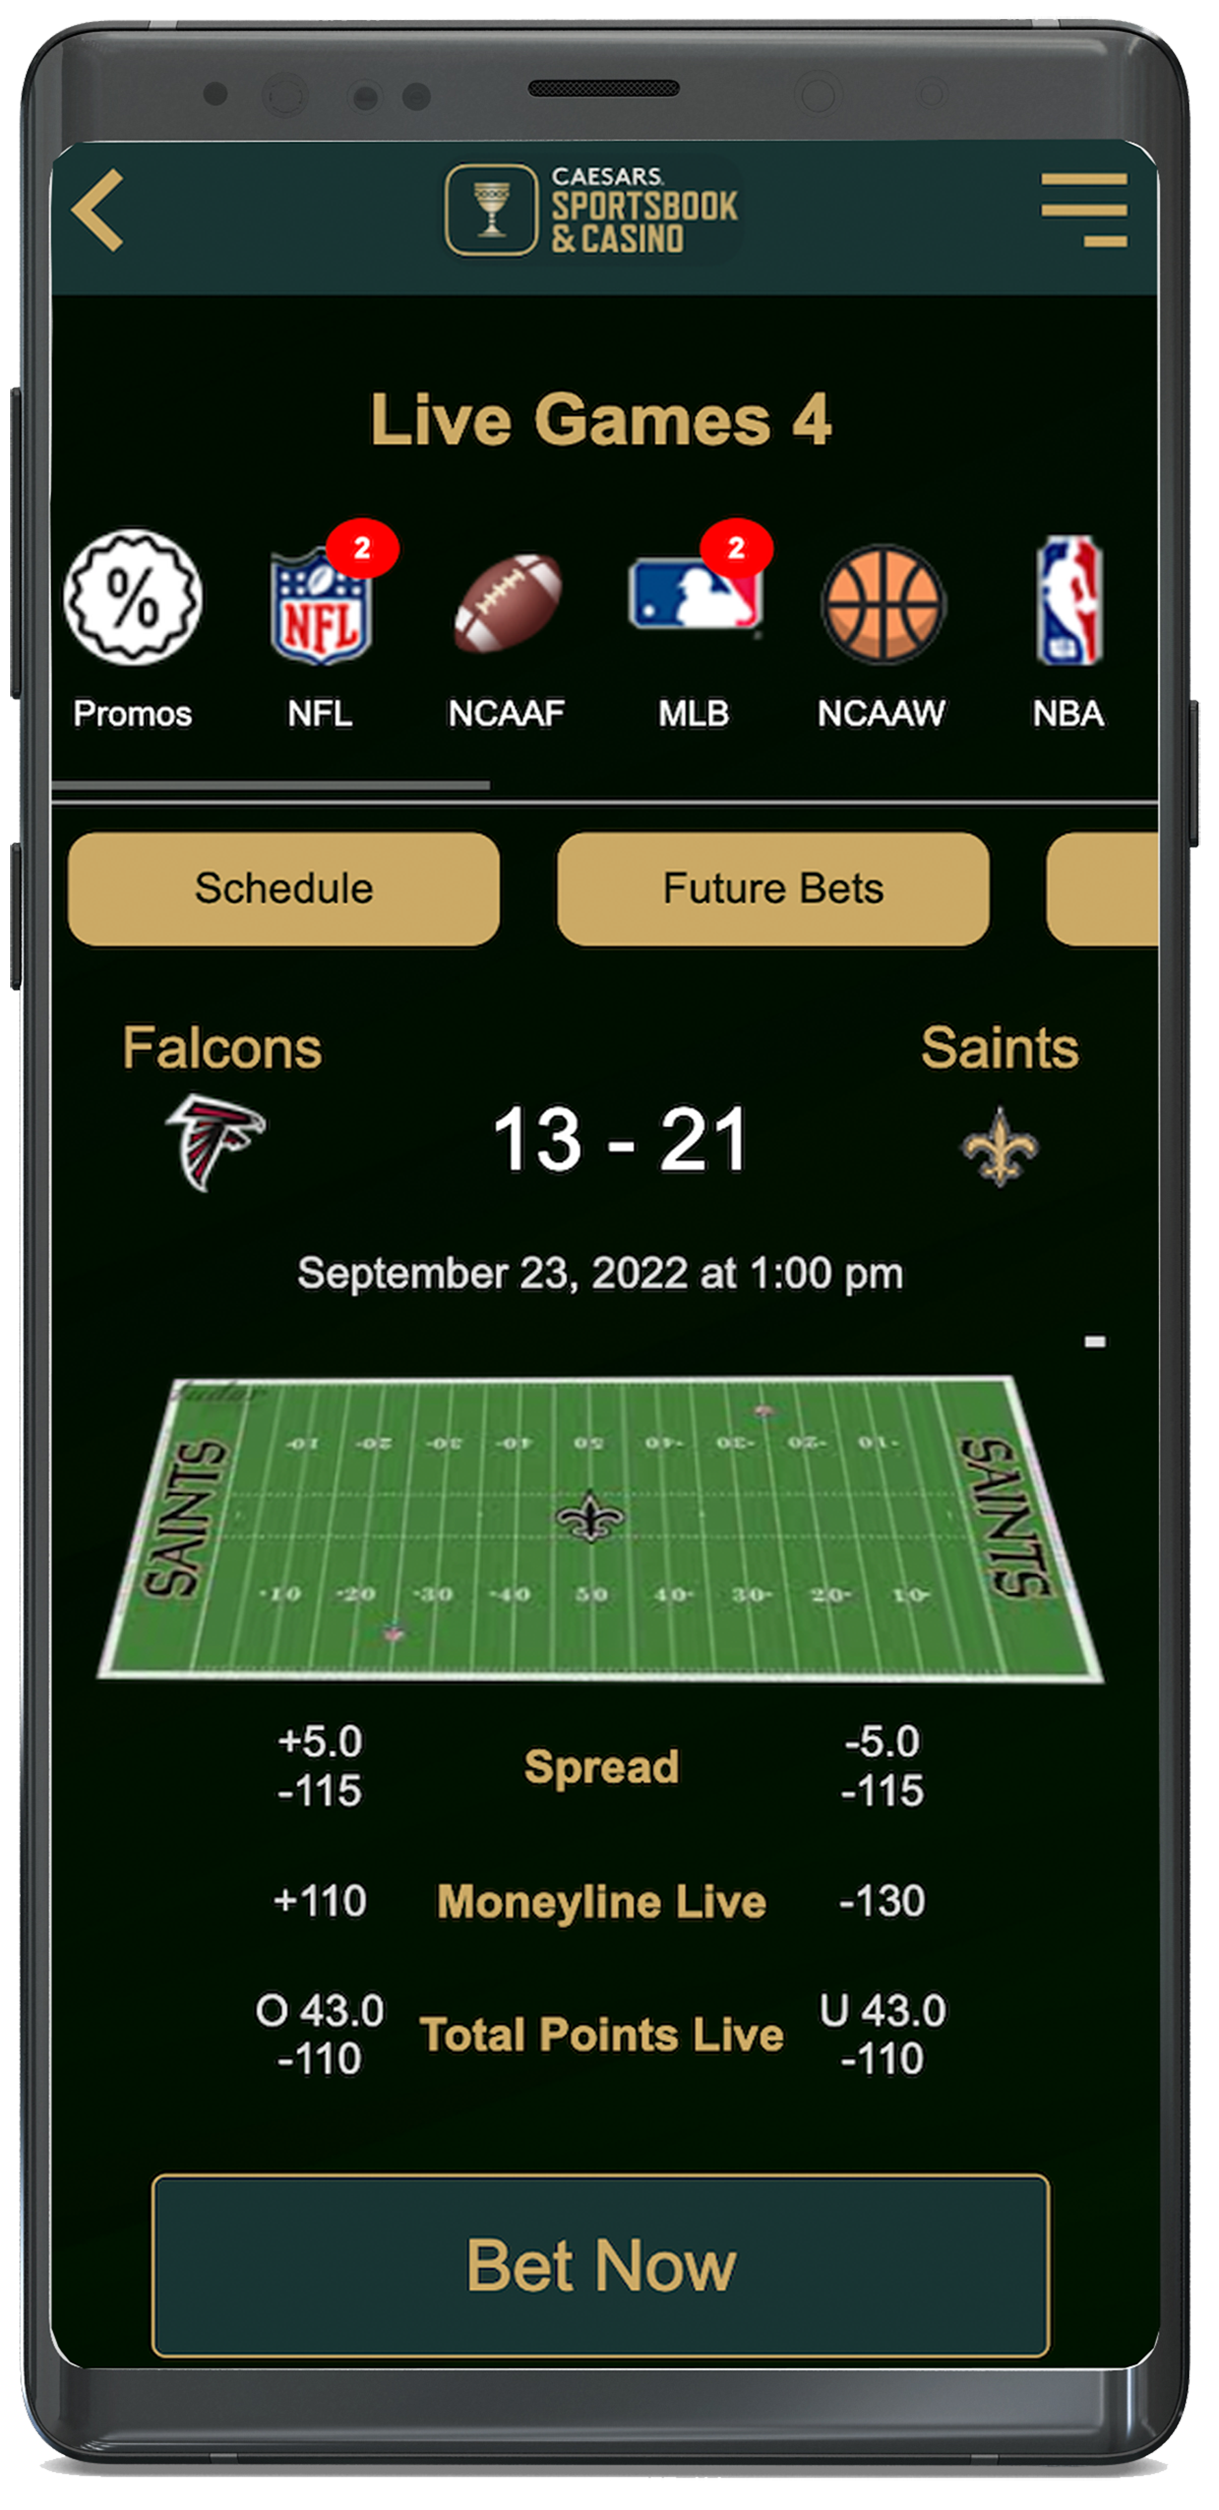 CAESARS
SPORTSBOOK
& CASINO
Live Games 4
2 2
% NFL
Promos NFL NCAAF MLB NCAAW NBA
Schedule Future Bets
Falcons Saints
13 - 21
September 23, 2022 at 1:00 pm
-
-10 -20 -30 -40 50 40- 30- 20- 10-
SAINTS SAINTS
-10 -20 -30 -40 50 40- 30- 20- 10-
+5.0 Spread -5.0
-115 -115
+110 Moneyline Live -130
O 43.0 Total Points Live U 43.0
-110 -110
Bet Now